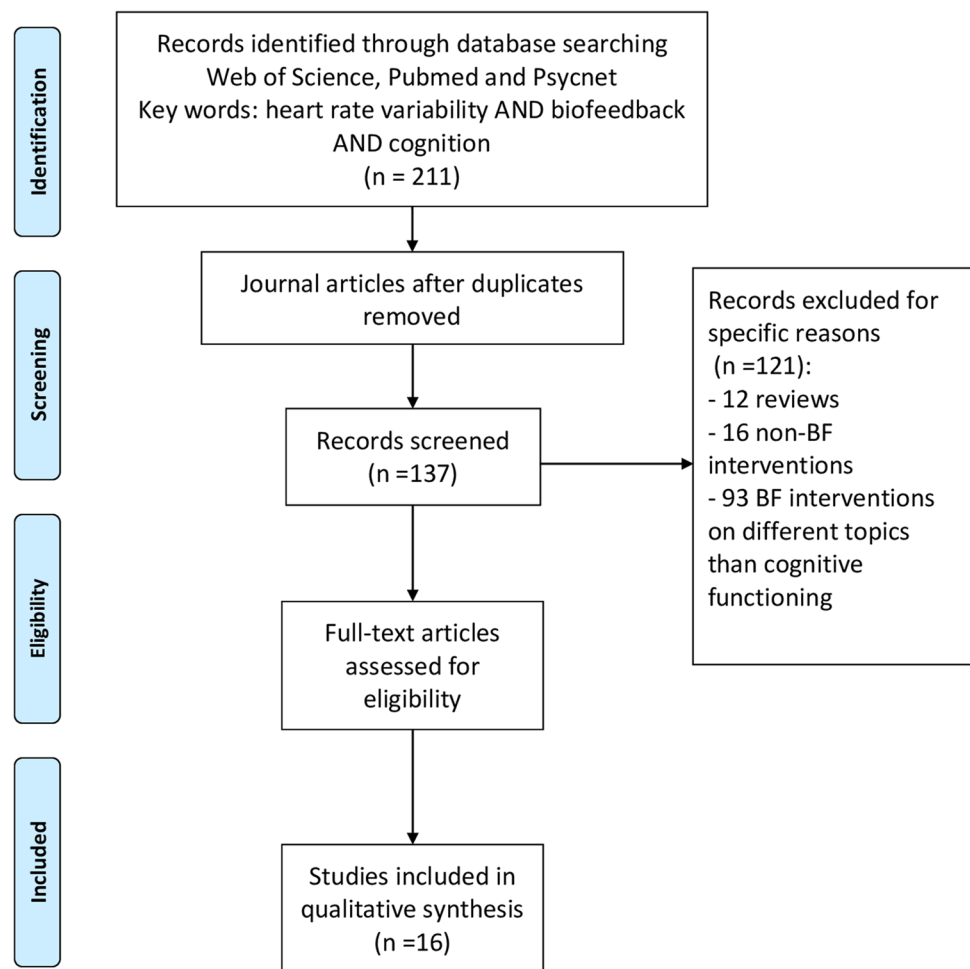 Identification
Records identified through database searching
Web of Science, Pubmed and Psycnet
Key words: heart rate variability AND biofeedback
AND cognition
(n = 211)
Screening
Journal articles after duplicates
removed
Records screened
(n =137)
Records excluded for
specific reasons
(n =121):
- 12 reviews
- 16 non-BF
interventions
- 93 BF interventions
on different topics
than cognitive
functioning
Eligibility
Full-text articles
assessed for
eligibility
Included
Studies included in
qualitative synthesis
(n =16)